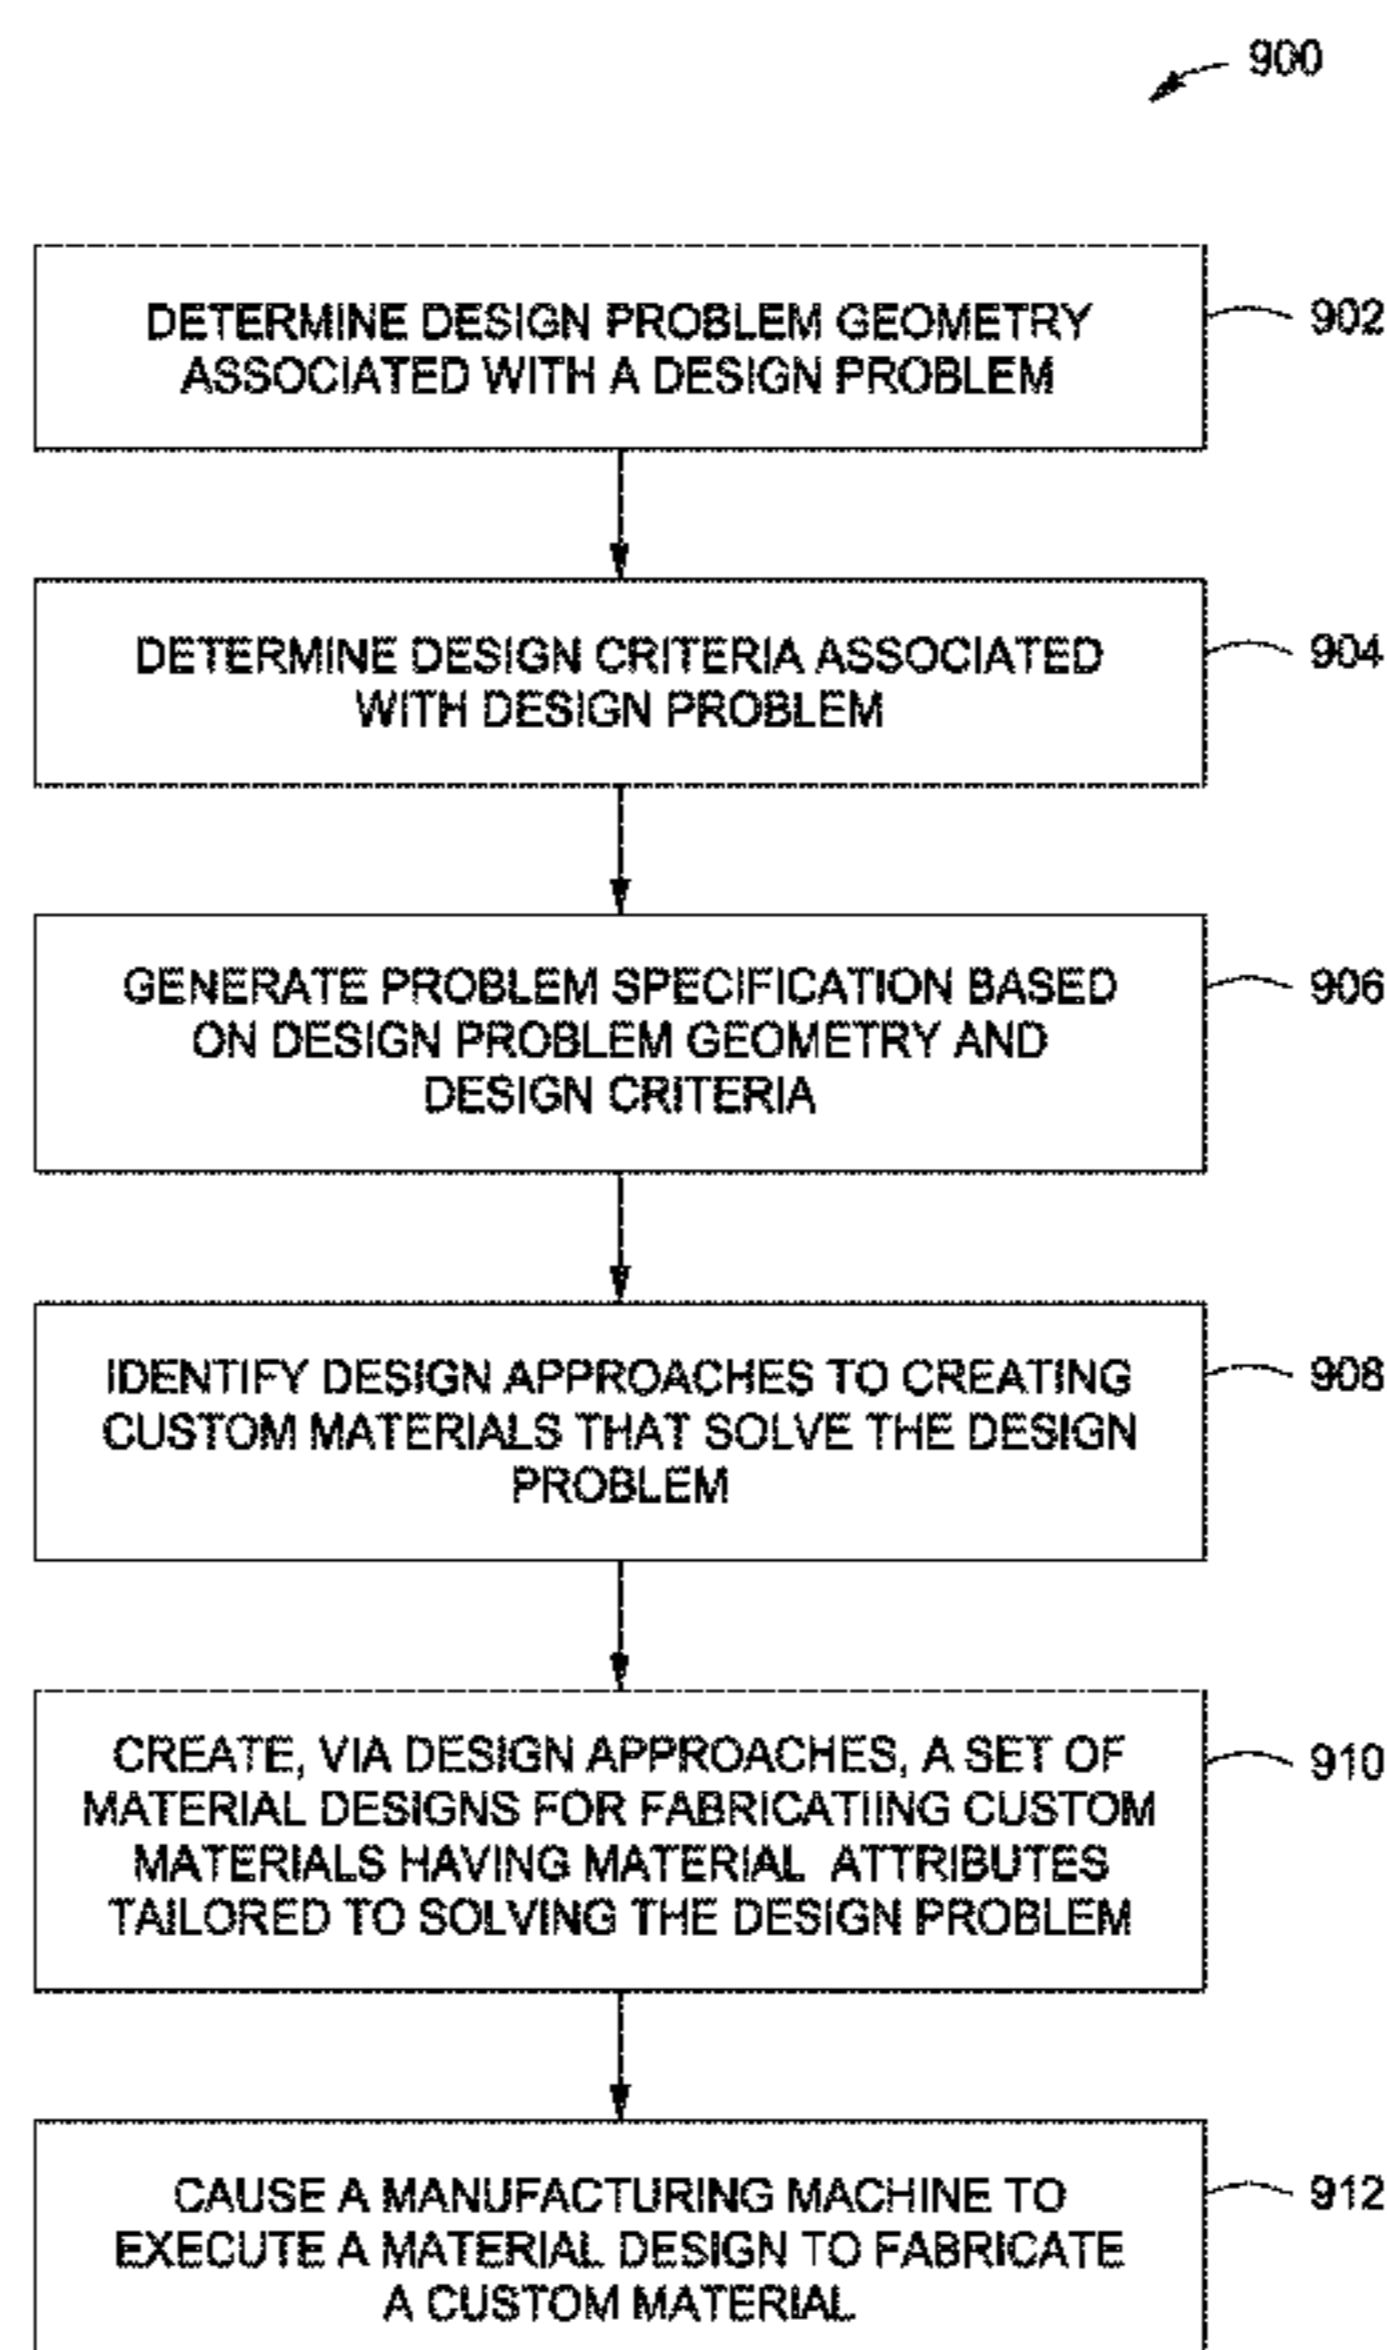 900
DETERMINE DESIGN PROBLEM GEOMETRY
ASSOCIATED WITH A DESIGN PROBLEM
902
DETERMINE DESIGN CRITERIA ASSOCIATED
WITH DESIGN PROBLEM
904
GENERATE PROBLEM SPECIFICATION BASED
ON DESIGN PROBLEM GEOMETRY AND
DESIGN CRITERIA
906
IDENTIFY DESIGN APPROACHES TO CREATING
CUSTOM MATERIALS THAT SOLVE THE DESIGN
PROBLEM
908
CREATE, VIA DESIGN APPROACHES, A SET OF
MATERIAL DESIGNS FOR FABRICATIING CUSTOM
MATERIALS HAVING MATERIAL ATTRIBUTES
TAILORED TO SOLVING THE DESIGN PROBLEM
910
CAUSE A MANUFACTURING MACHINE TO
EXECUTE A MATERIAL DESIGN TO FABRICATE
A CUSTOM MATERIAL
912